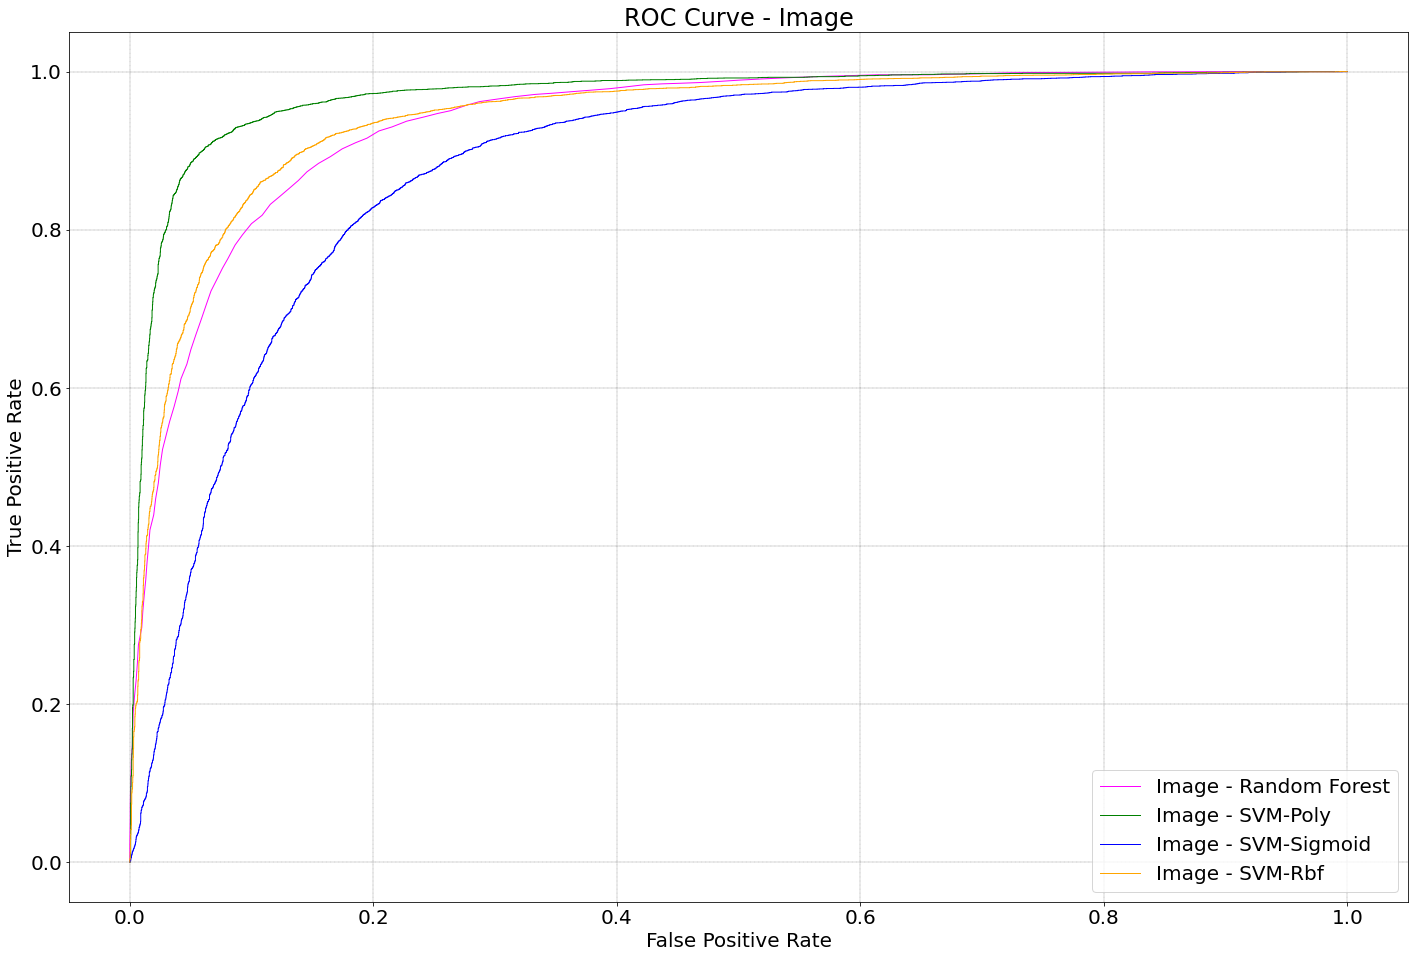 ROC Curve - Image
True Positive Rate
1.0
0.8
0.6
0.4
0.2
0.0
Image - Random Forest
Image - SVM-Poly
Image - SVM-Sigmoid
Image - SVM-Rbf
0.0 0.2 0.4 0.6 0.8 1.0
False Positive Rate